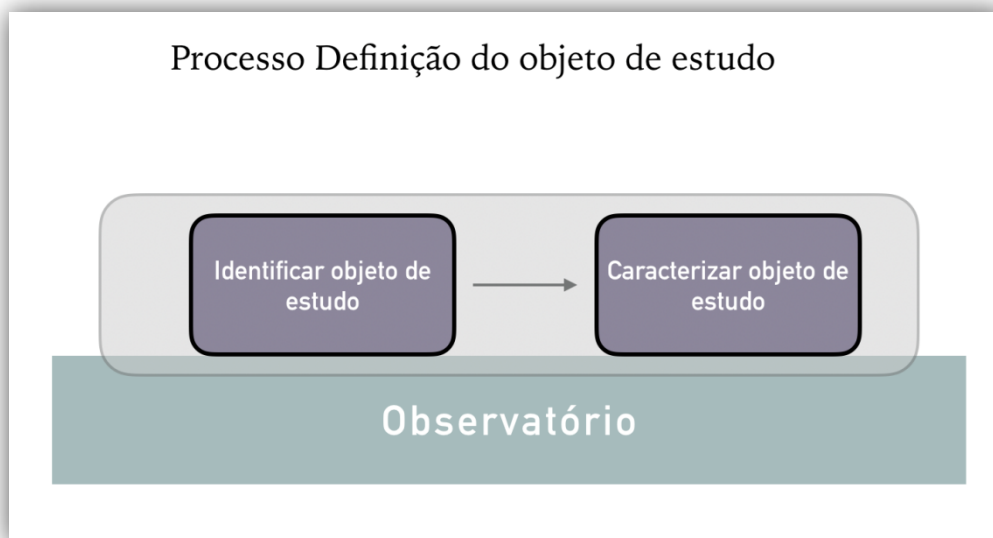 Processo Definição do objeto de estudo
Identificar objeto de
estudo
Caracterizar objeto de
estudo
Observatório